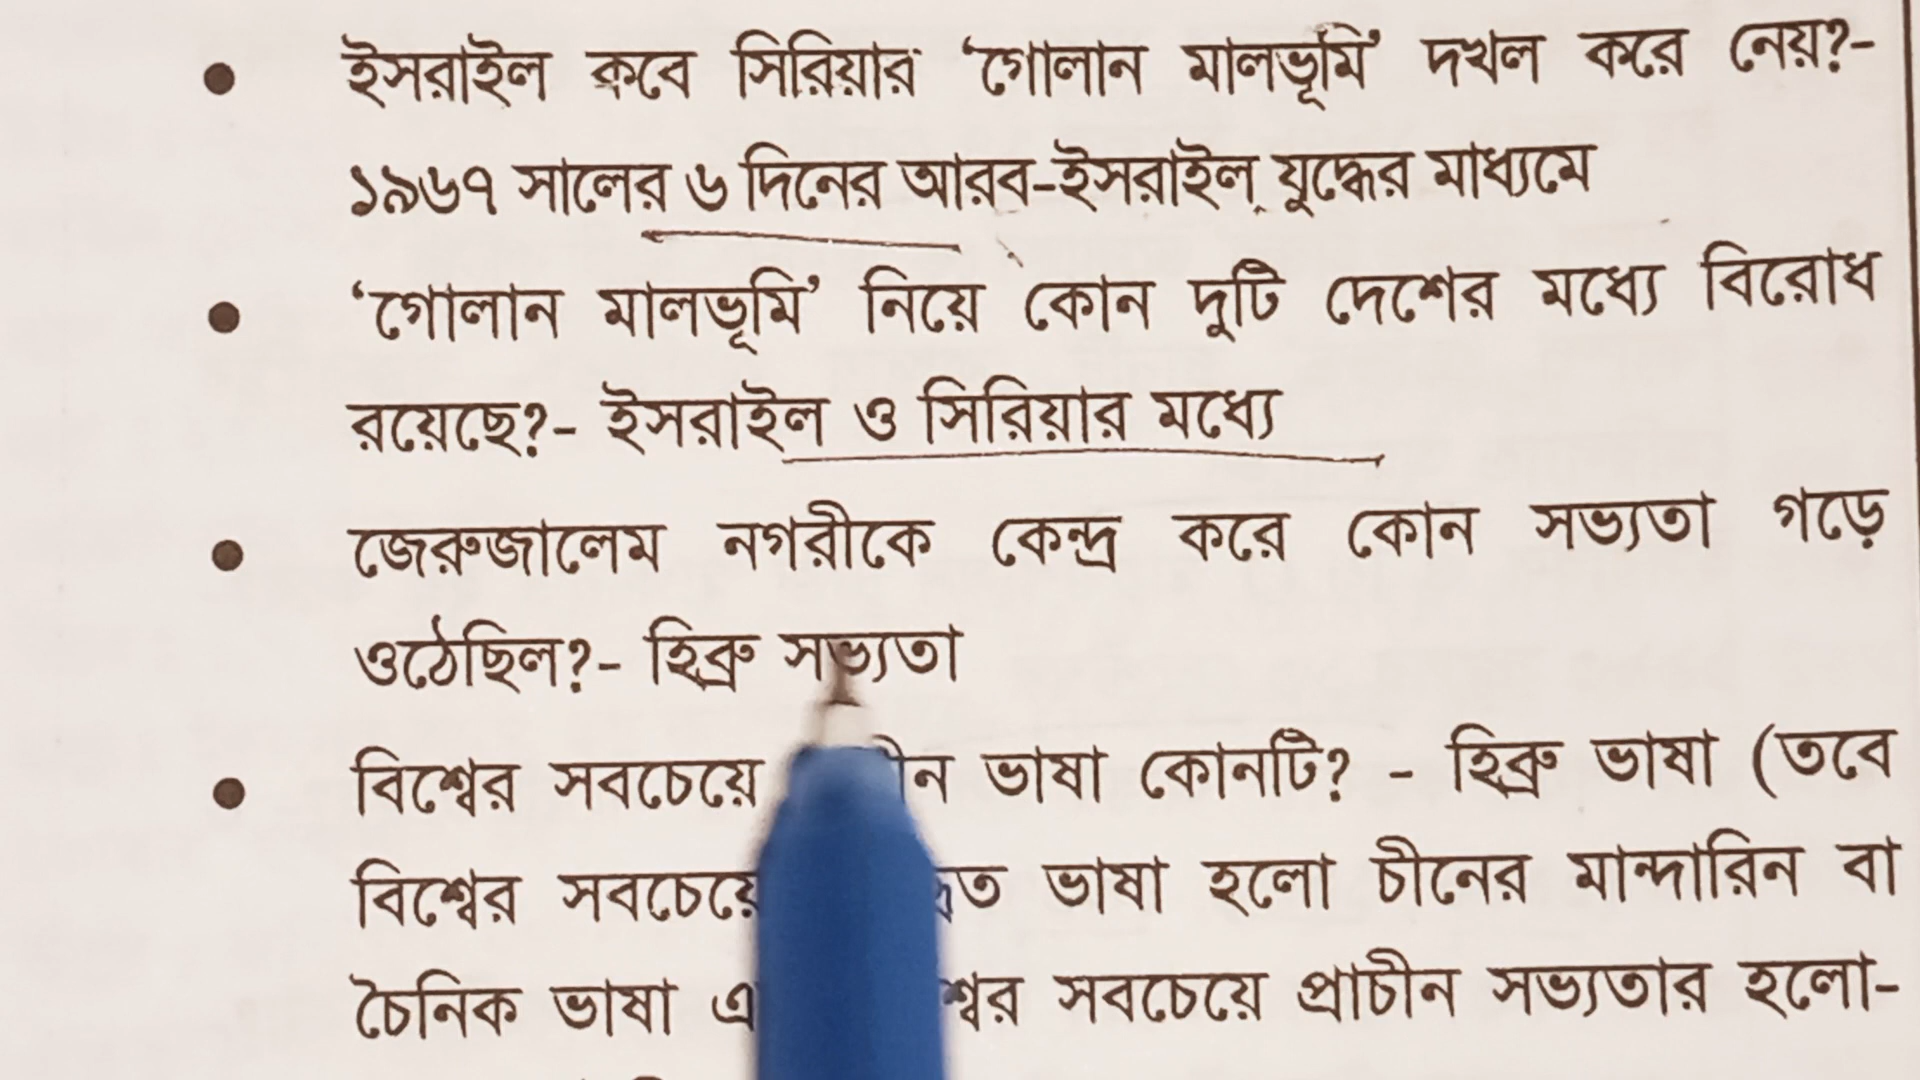 ● ইসরাইল কবে সিরিয়ার ‘গোলান মালভূমি’ দখল করে নেয়?-
১৯৬৭ সালের ৬ দিনের আরব-ইসরাইল যুদ্ধের মাধ্যমে
● ‘গোলান মালভূমি’ নিয়ে কোন দুটি দেশের মধ্যে বিরোধ
রয়েছে?- ইসরাইল ও সিরিয়ার মধ্যে
● জেরুজালেম নগরীকে কেন্দ্র করে কোন সভ্যতা গড়ে
ওঠেছিল?- হিব্রু সভ্যতা
● বিশ্বের সবচেয়ে ভাষা কোনটি? - হিব্রু ভাষা (তবে
বিশ্বের সবচেয়ে ভাষা হলো চীনের মান্দারিন বা
চৈনিক ভাষা সবচেয়ে প্রাচীন সভ্যতার হলো-